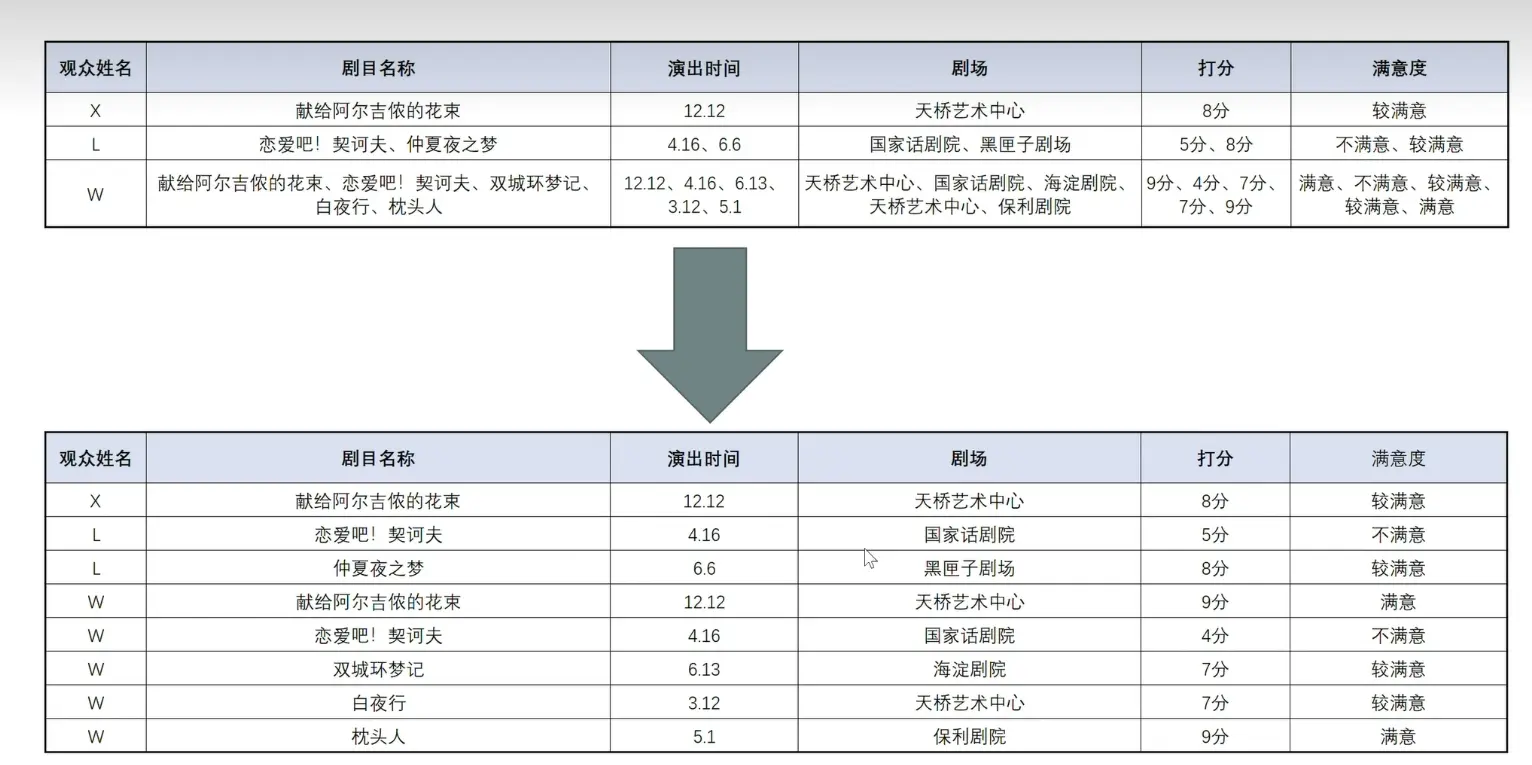 观众姓名 剧目名称 演出时间 剧场 打分 满意度
X 献给阿尔吉侬的花束 12.12 天桥艺术中心 8分 较满意
L 恋爱吧！契诃夫、仲夏夜之梦 4.16、6.6 国家话剧院、黑匣子剧场 5分、8分 不满意、较满意
W 献给阿尔吉侬的花束、恋爱吧！契诃夫、双城环梦记、 12.12、4.16、6.13、 天桥艺术中心、国家话剧院、海淀剧院、 9分、4分、7分、 满意、不满意、较满意、
白夜行、枕头人 3.12、5.1 天桥艺术中心、保利剧院 7分、9分 较满意、满意
观众姓名 剧目名称 演出时间 剧场 打分 满意度
X 献给阿尔吉侬的花束 12.12 天桥艺术中心 8分 较满意
L 恋爱吧！契诃夫 4.16 国家话剧院 5分 不满意
L 仲夏夜之梦 6.6 黑匣子剧场 8分 较满意
W 献给阿尔吉侬的花束 12.12 天桥艺术中心 9分 满意
W 恋爱吧！契诃夫 4.16 国家话剧院 4分 不满意
W 双城环梦记 6.13 海淀剧院 7分 较满意
W 白夜行 3.12 天桥艺术中心 7分 较满意
W 枕头人 5.1 保利剧院 9分 满意